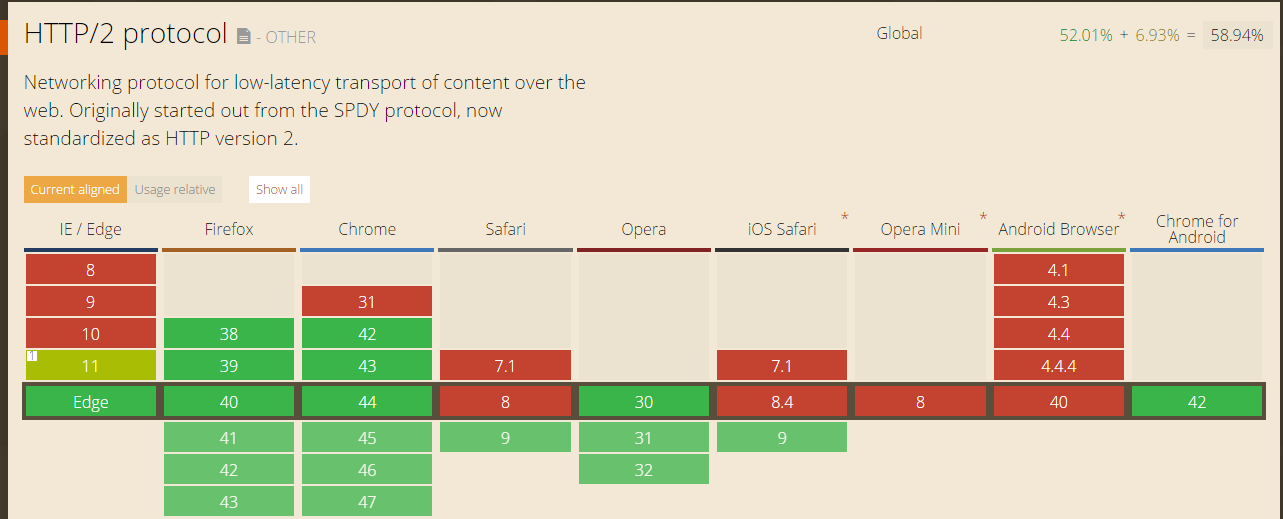 HTTP/2 protocol - OTHER
Global
52.01% + 6.93% = 58.94%
Networking protocol for low-latency transport of content over the
web. Originally started out from the SPDY protocol, now
standardized as HTTP version 2.
Current aligned Usage relative Show all
IE / Edge Firefox Chrome Safari Opera iOS Safari * Opera Mini * Android Browser * Chrome for
Android
8 4.1
9 31 4.3
10 38 42 4.4
1 11 39 43 7.1 7.1 4.4.4
Edge 40 44 8 30 8.4 8 40 42
41 45 9 31 9
42 46 32
43 47